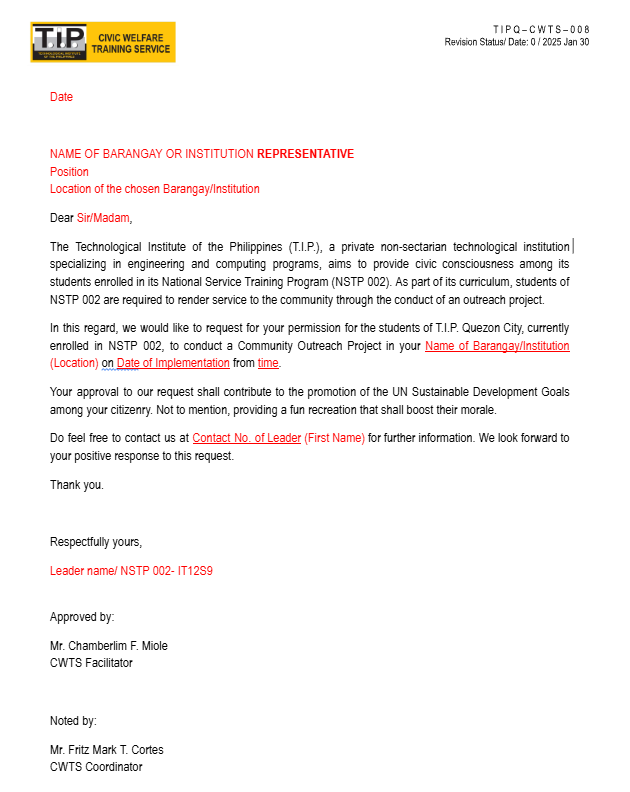 T.I.P
TECHNOLOGICAL INSTITUTE
OF THE PHILIPPINES
CIVIC WELFARE
TRAINING SERVICE
T I P Q – C W T S – 0 0 8
Revision Status/ Date: 0 / 2025 Jan 30
Date
NAME OF BARANGAY OR INSTITUTION REPRESENTATIVE
Position
Location of the chosen Barangay/Institution
Dear Sir/Madam,
The Technological Institute of the Philippines (T.I.P.), a private non-sectarian technological institution
specializing in engineering and computing programs, aims to provide civic consciousness among its
students enrolled in its National Service Training Program (NSTP 002). As part of its curriculum, students of
NSTP 002 are required to render service to the community through the conduct of an outreach project.
In this regard, we would like to request for your permission for the students of T.I.P. Quezon City, currently
enrolled in NSTP 002, to conduct a Community Outreach Project in your Name of Barangay/Institution
(Location) on Date of Implementation from time.
Your approval to our request shall contribute to the promotion of the UN Sustainable Development Goals
among your citizenry. Not to mention, providing a fun recreation that shall boost their morale.
Do feel free to contact us at Contact No. of Leader (First Name) for further information. We look forward to
your positive response to this request.
Thank you.
Respectfully yours,
Leader name/ NSTP 002- IT12S9
Approved by:
Mr. Chamberlim F. Miole
CWTS Facilitator
Noted by:
Mr. Fritz Mark T. Cortes
CWTS Coordinator